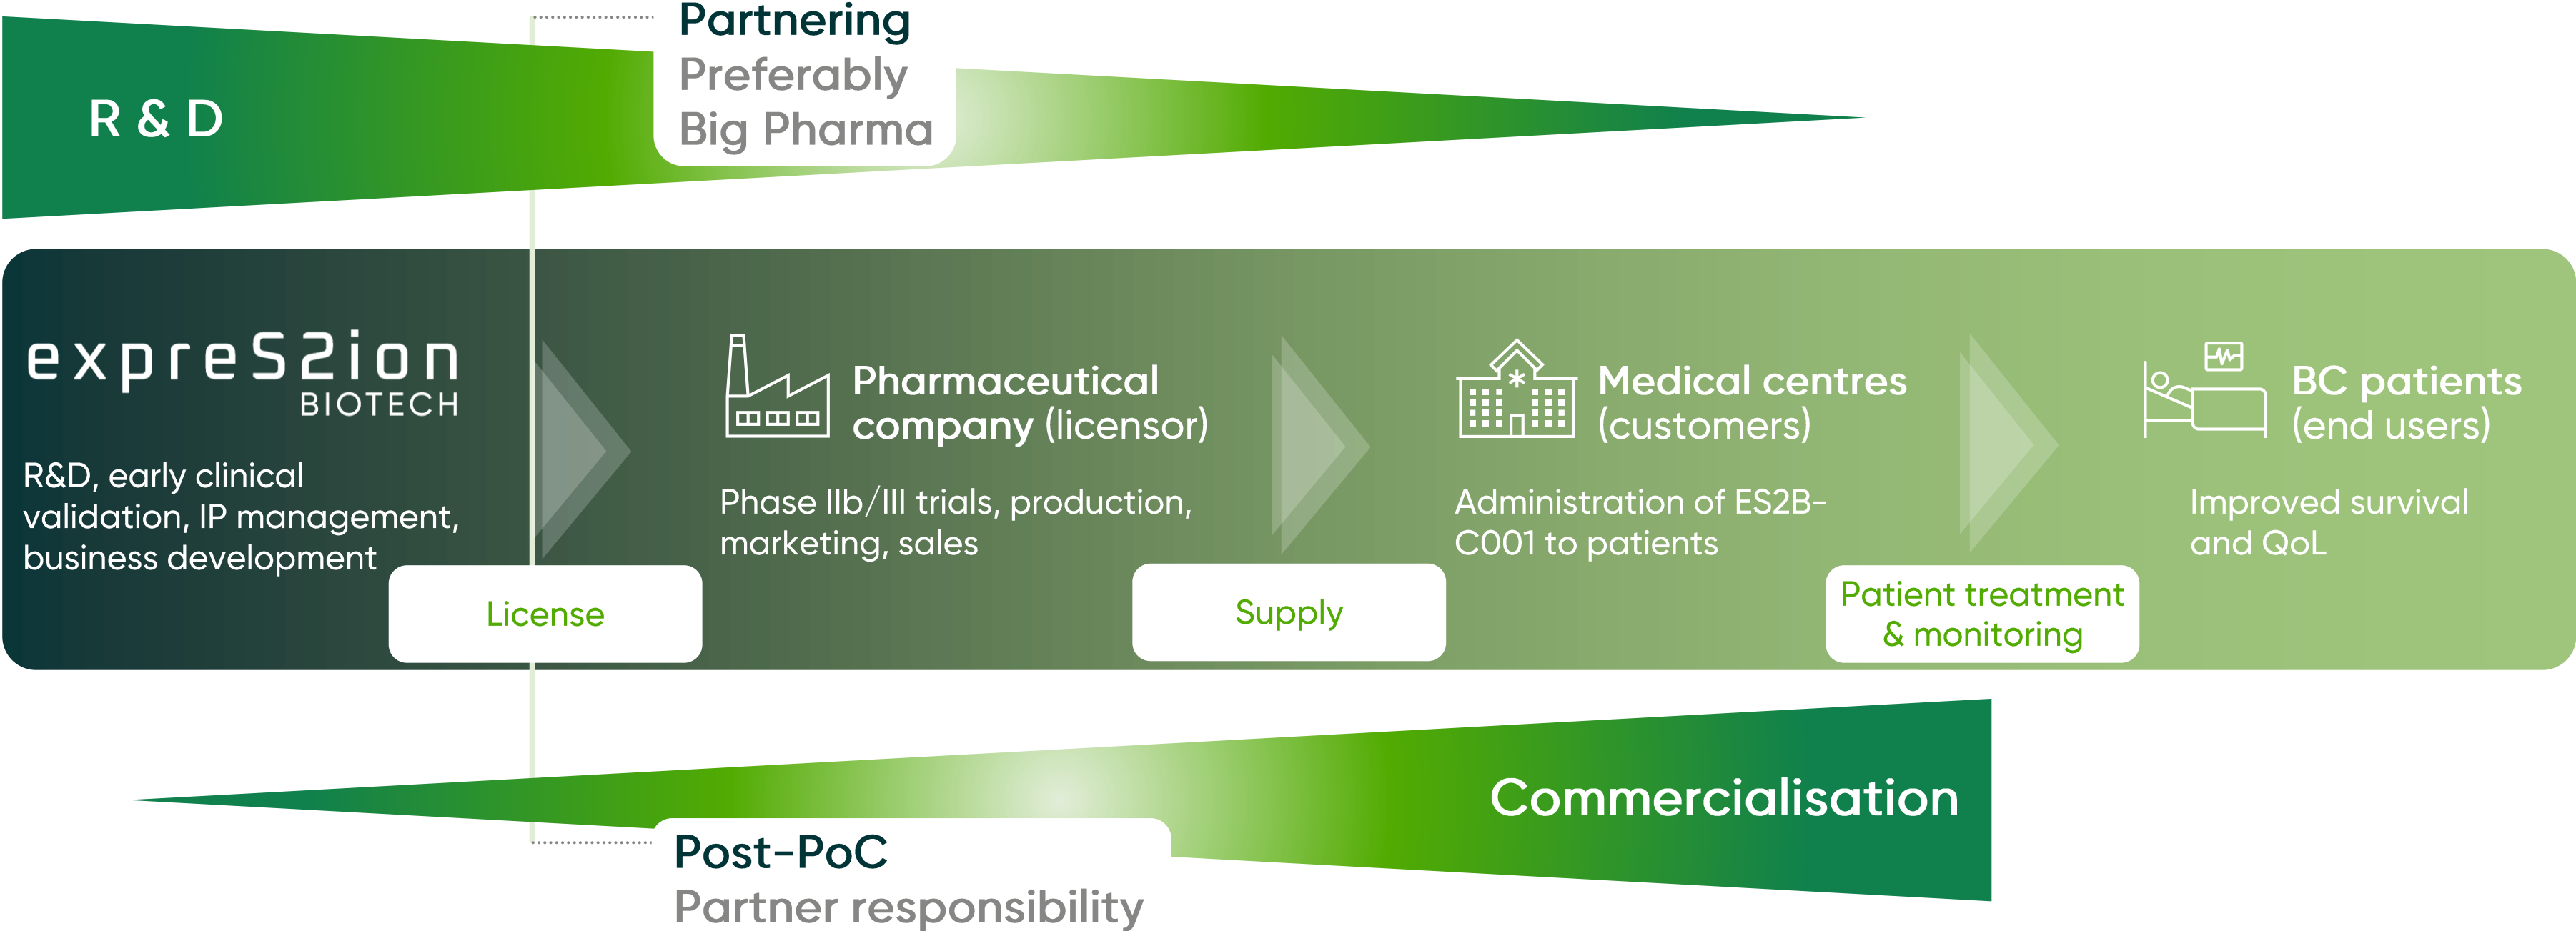 Partnering
Preferably
Big Pharma
R & D
expreS2ion
BIOTECH
R&D, early clinical
validation, IP management,
business development
License
Pharmaceutical
company (licensor)
Phase IIb/III trials, production,
marketing, sales
Supply
Medical centres
(customers)
Administration of ES2B-
C001 to patients
Patient treatment
& monitoring
BC patients
(end users)
Improved survival
and QoL
Commercialisation
Post-PoC
Partner responsibility